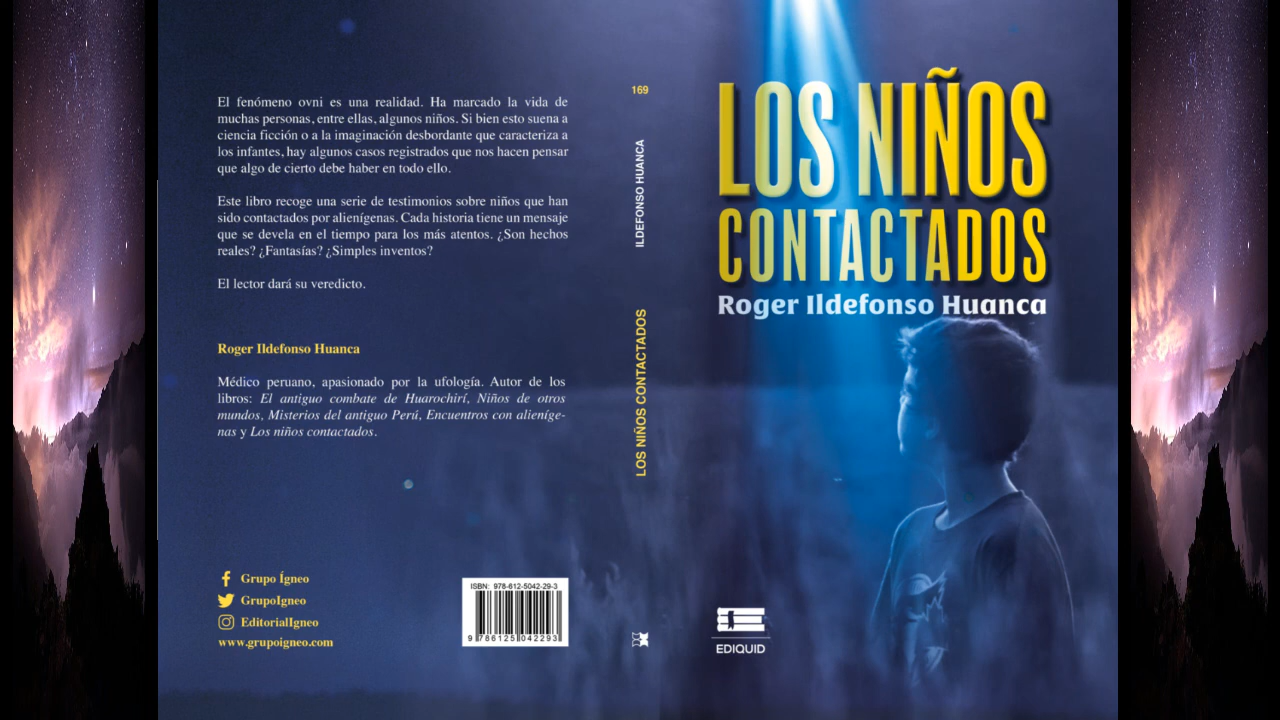 El fenómeno ovni es una realidad. Ha marcado la vida de
muchas personas, entre ellas, algunos niños. Si bien esto suena a
ciencia ficción o a la imaginación desbordante que caracteriza a
los infantes, hay algunos casos registrados que nos hacen pensar
que algo de cierto debe haber en todo ello.
Este libro recoge una serie de testimonios sobre niños que han
sido contactados por alienígenas. Cada historia tiene un mensaje
que se devela en el tiempo para los más atentos. ¿Son hechos
reales? ¿Fantasías? ¿Simples inventos?
El lector dará su veredicto.
Roger Ildefonso Huanca
Médico peruano, apasionado por la ufología. Autor de los
libros: El antiguo combate de Huarochirí, Niños de otros
mundos, Misterios del antiguo Perú, Encuentros con alieníge-
nas y Los niños contactados.
Grupo Ígneo
GrupoIgneo
EditorialIgneo
www.grupoigneo.com
ISBN: 978-612-5042-29-3
9 786125 042293
169
ILDEFONSO HUANCA
LOS NIÑOS CONTACTADOS
LOS NIÑOS
CONTACTADOS
Roger Ildefonso Huanca
EDIQUID